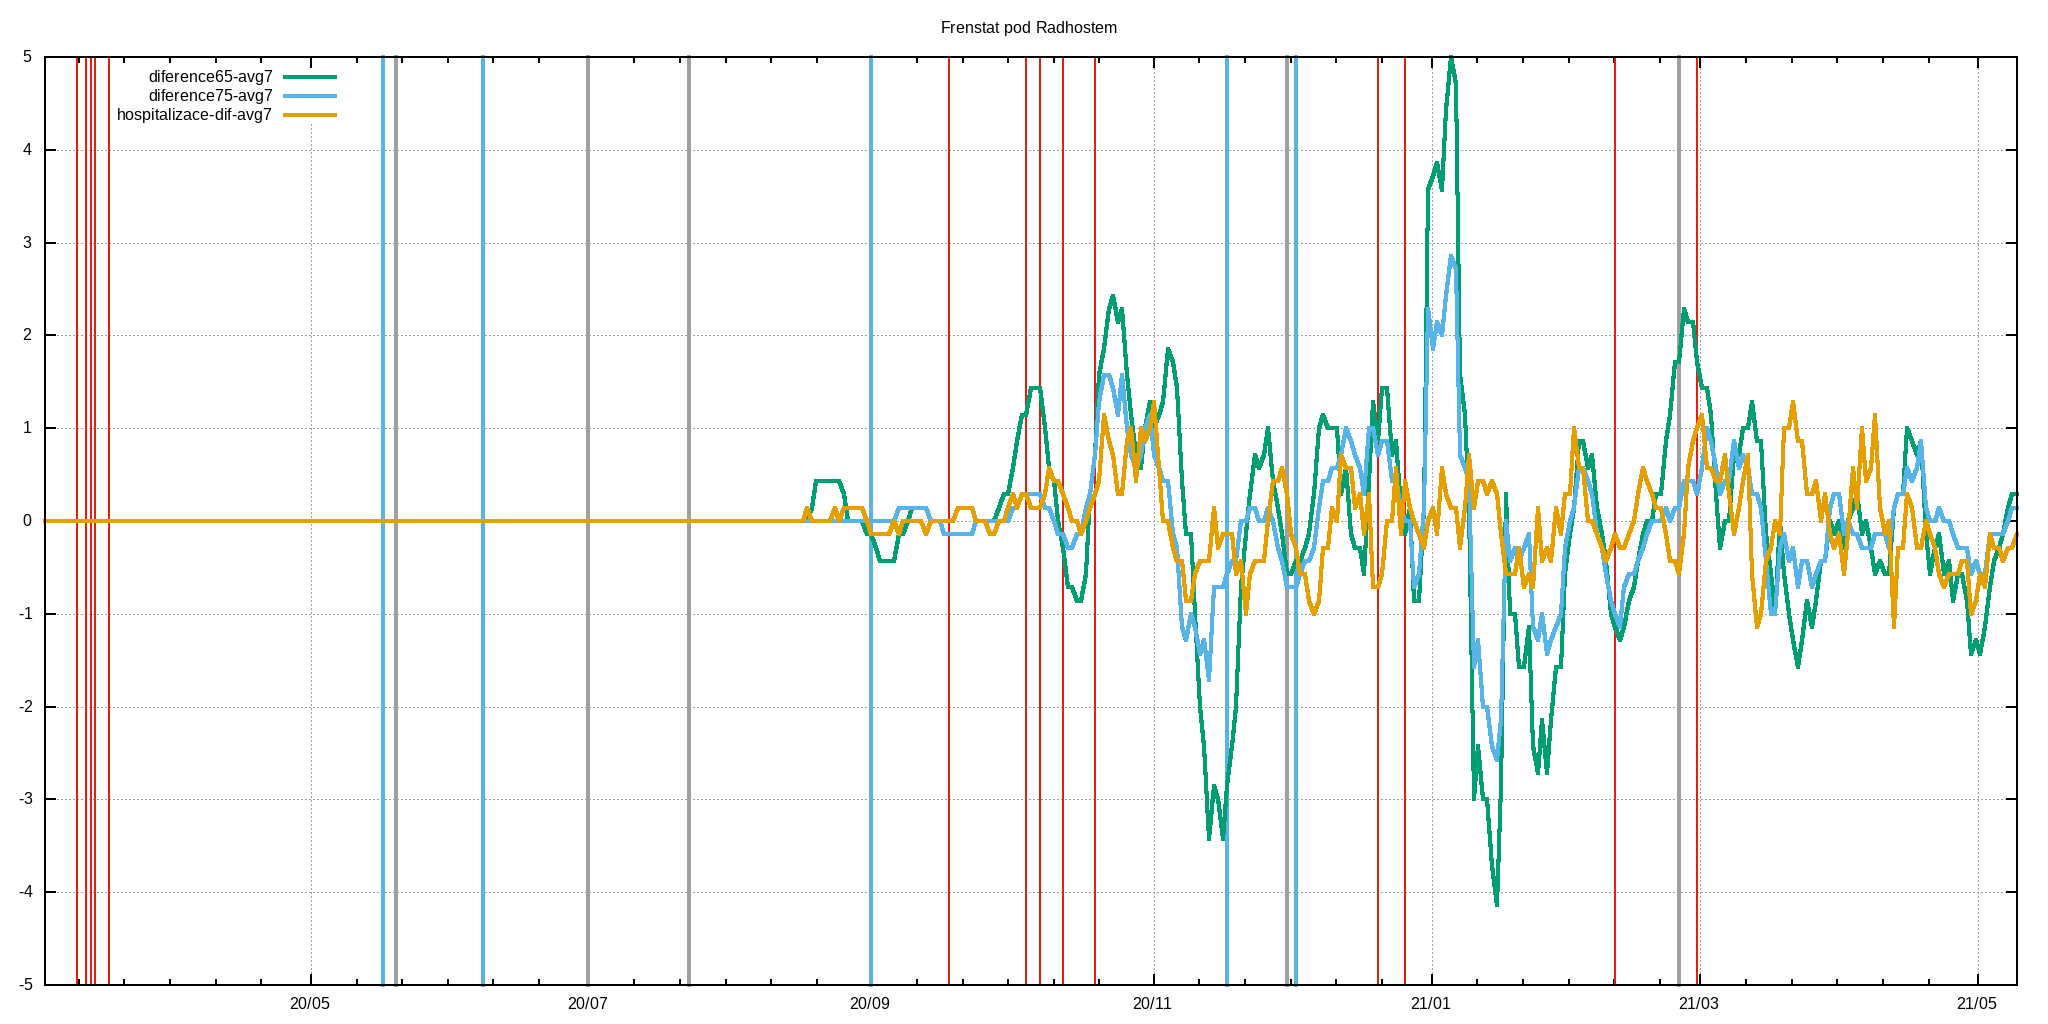 Frenstat pod Radhostem
diference65-avg7
diference75-avg7
hospitalizace-dif-avg7
5
4
3
2
1
0
-1
-2
-3
-4
-5
20/05 20/07 20/09 20/11 21/01 21/03 21/05